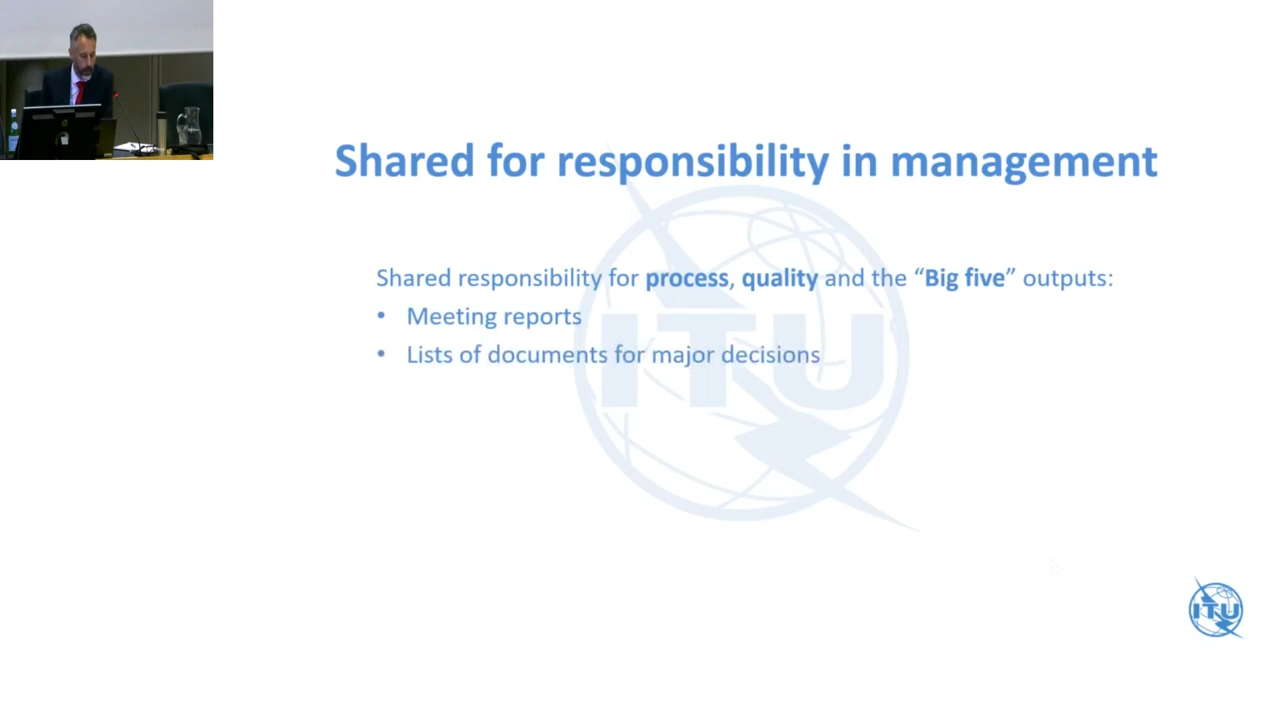 Shared for responsibility in management
Shared responsibility for process, quality and the “Big five” outputs:
• Meeting reports
• Lists of documents for major decisions
ITU
ITU